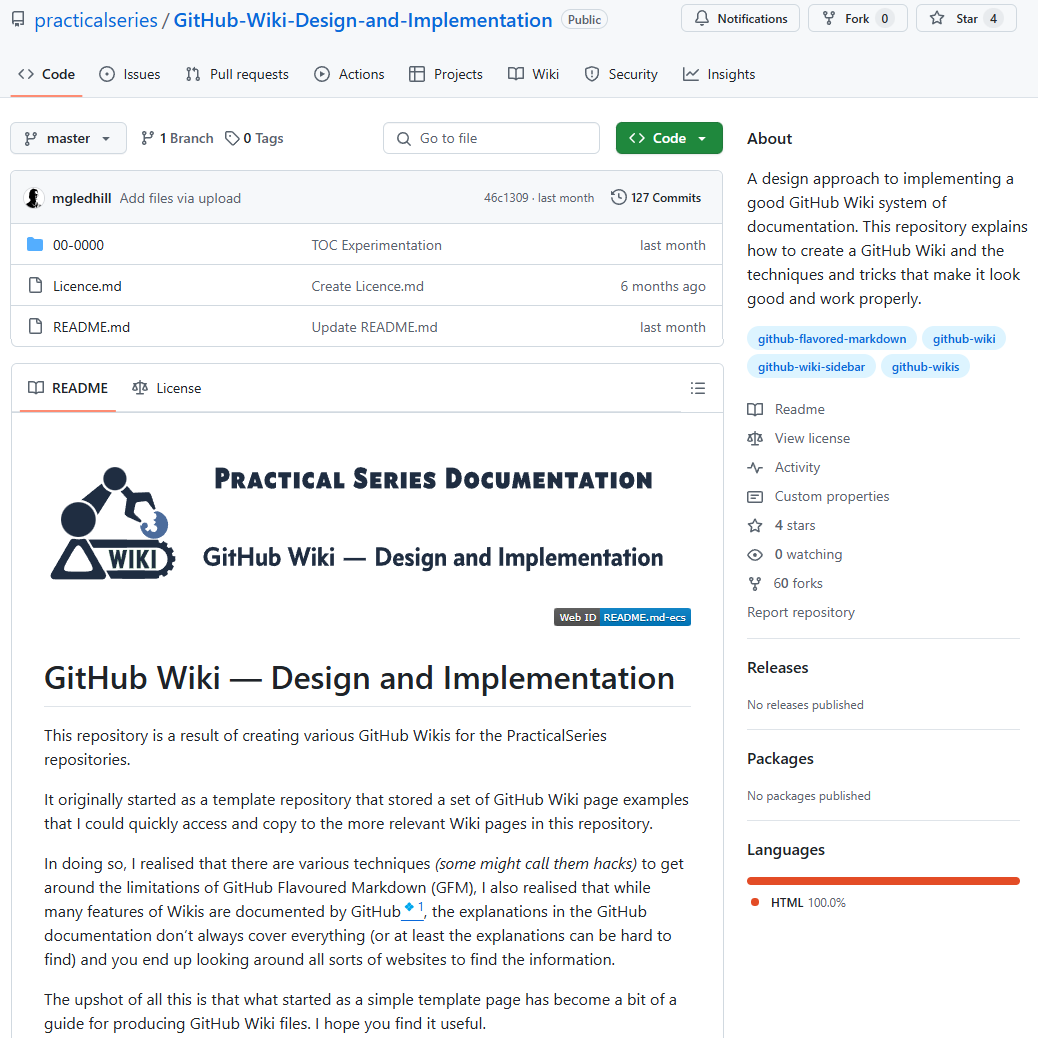 practicalseries / GitHub-Wiki-Design-and-Implementation Public
Notifications Fork 0 Star 4
Code Issues Pull requests Actions Projects Wiki Security Insights
master 1 Branch 0 Tags Go to file Code
mgledhill Add files via upload 46c1309 · last month 127 Commits
00-0000 TOC Experimentation last month
Licence.md Create Licence.md 6 months ago
README.md Update README.md last month
README License
PRACTICAL SERIES DOCUMENTATION
WIKI
GitHub Wiki — Design and Implementation
Web ID README.md-ecs
GitHub Wiki — Design and Implementation
This repository is a result of creating various GitHub Wikis for the PracticalSeries
repositories.
It originally started as a template repository that stored a set of GitHub Wiki page examples
that I could quickly access and copy to the more relevant Wiki pages in this repository.
In doing so, I realised that there are various techniques (some might call them hacks) to get
around the limitations of GitHub Flavoured Markdown (GFM), I also realised that while
many features of Wikis are documented by GitHub 1, the explanations in the GitHub
documentation don’t always cover everything (or at least the explanations can be hard to
find) and you end up looking around all sorts of websites to find the information.
The upshot of all this is that what started as a simple template page has become a bit of a
guide for producing GitHub Wiki files. I hope you find it useful.
About
A design approach to implementing a
good GitHub Wiki system of
documentation. This repository explains
how to create a GitHub Wiki and the
techniques and tricks that make it look
good and work properly.
github-flavored-markdown github-wiki
github-wiki-sidebar github-wikis
Readme
View license
Activity
Custom properties
4 stars
0 watching
60 forks
Report repository
Releases
No releases published
Packages
No packages published
Languages
HTML 100.0%